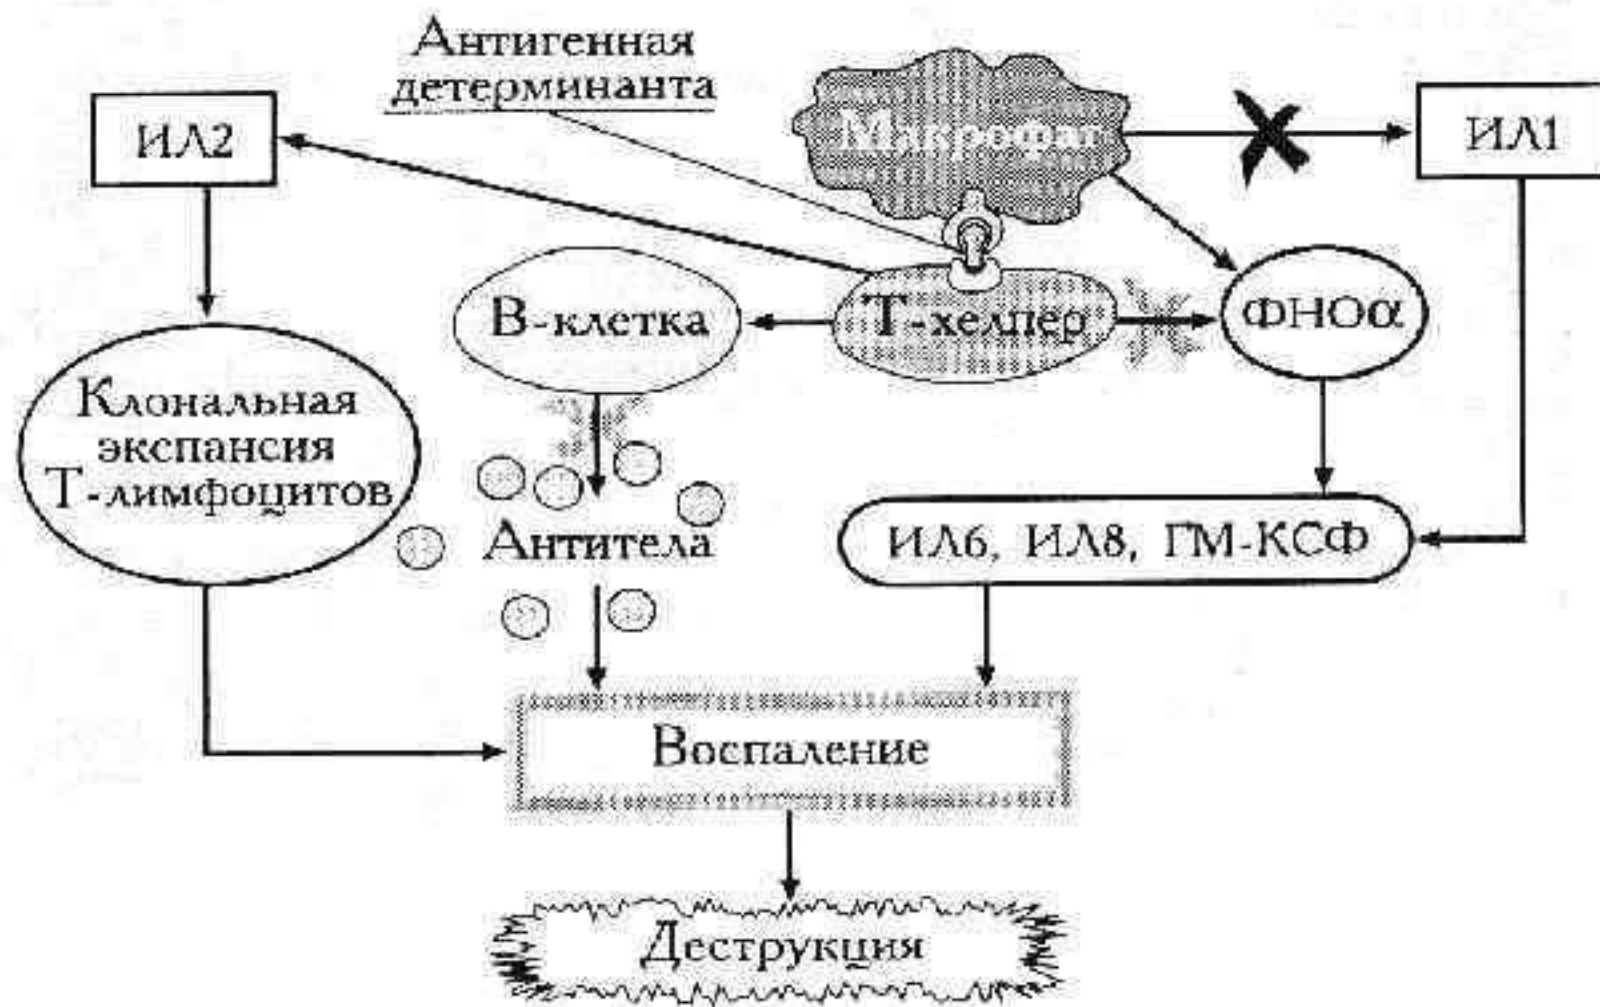 Антигенная
детерминанта
Макрофаг
ИЛ2
ИЛ1
В-клетка
Т-хелпер
ФНОα
Клональная
экспансия
Т-лимфоцитов
Антитела
ИЛ6, ИЛ8, ГМ-КСФ
Воспаление
Деструкция